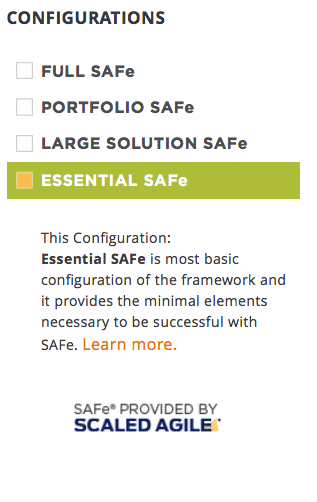 CONFIGURATIONS
FULL SAFe
PORTFOLIO SAFe
LARGE SOLUTION SAFe
ESSENTIAL SAFe
This Configuration:
Essential SAFe is most basic
configuration of the framework and
it provides the minimal elements
necessary to be successful with
SAFe. Learn more.
SAFe® PROVIDED BY
SCALED AGILE